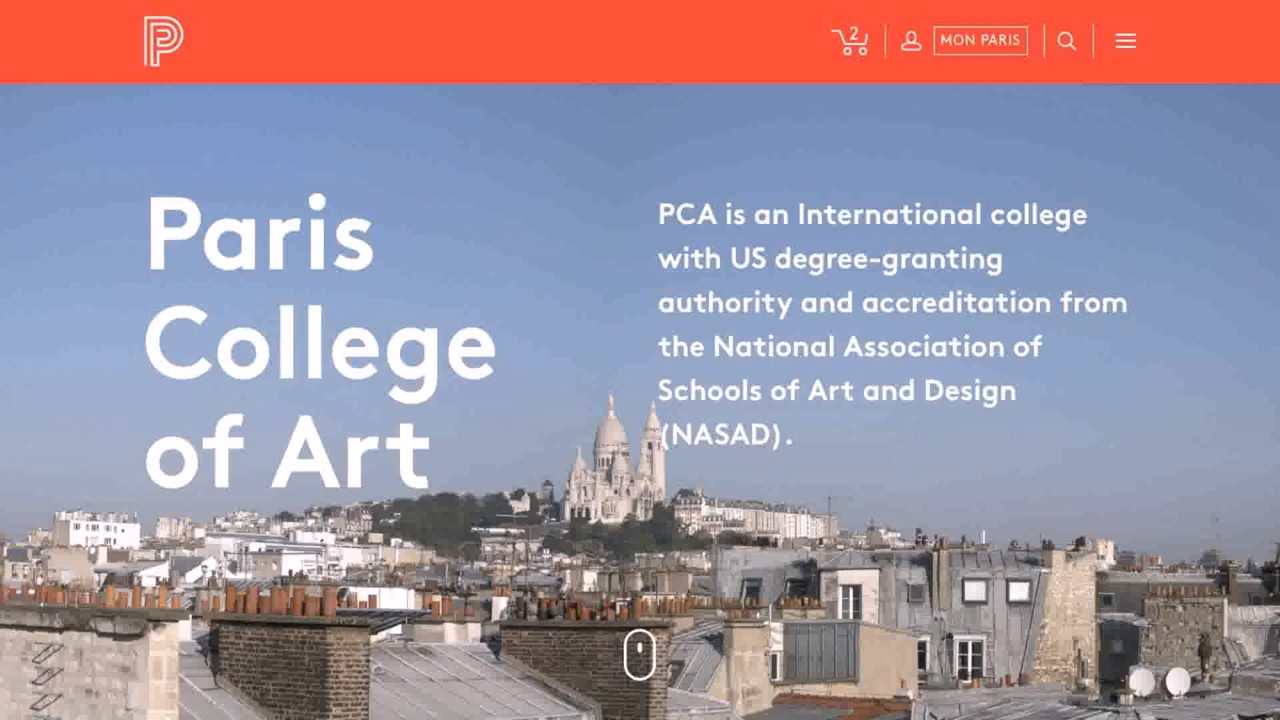 P
2
MON PARIS
Paris
College
of Art
PCA is an International college
with US degree-granting
authority and accreditation from
the National Association of
Schools of Art and Design
(NASAD).